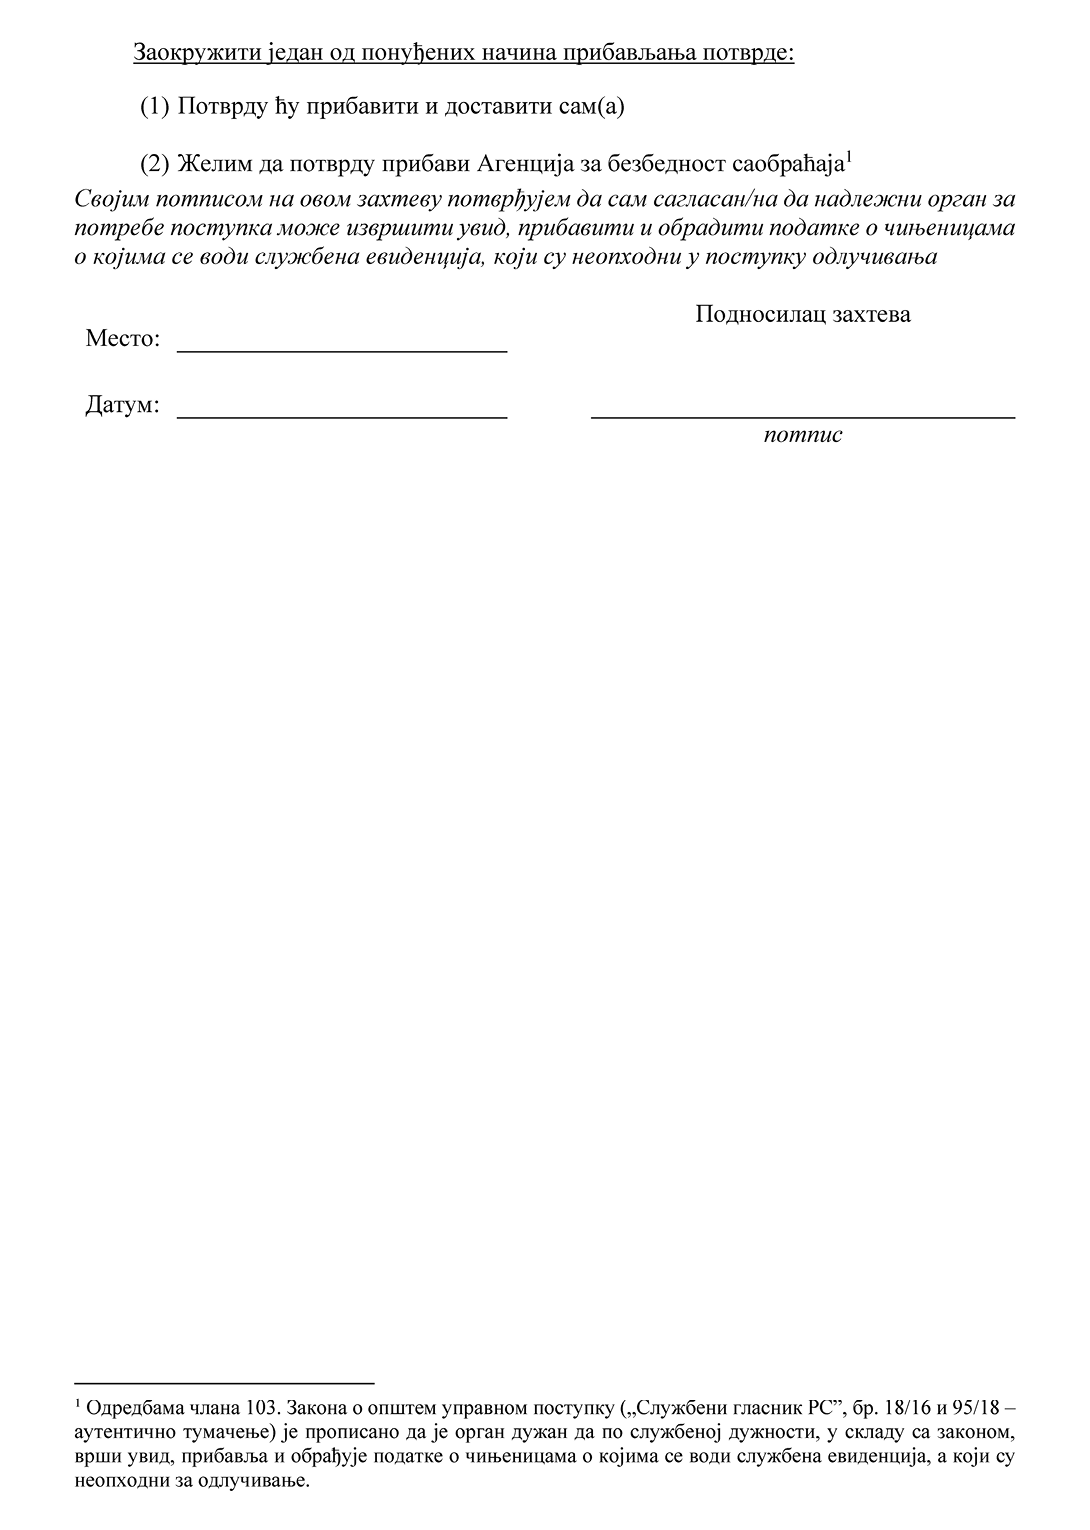 Заокружити један од понуђених начина прибављања потврде:
(1) Потврду ћу прибавити и доставити сам(а)
(2) Желим да потврду прибави Агенција за безбедност саобраћаја¹
Својим потписом на овом захтеву потврђујем да сам сагласан/на да надлежни орган за
потребе поступка може извршити увид, прибавити и обрадити податке о чињеницама
о којима се води службена евиденција, који су неопходни у поступку одлучивања
Подносилац захтева
Место:
Датум:
потпис
¹ Одредбама члана 103. Закона о општем управном поступку („Службени гласник РС”, бр. 18/16 и 95/18 –
аутентично тумачење) је прописано да је орган дужан да по службеној дужности, у складу са законом,
врши увид, прибавља и обрађује податке о чињеницама о којима се води службена евиденција, а који су
неопходни за одлучивање.